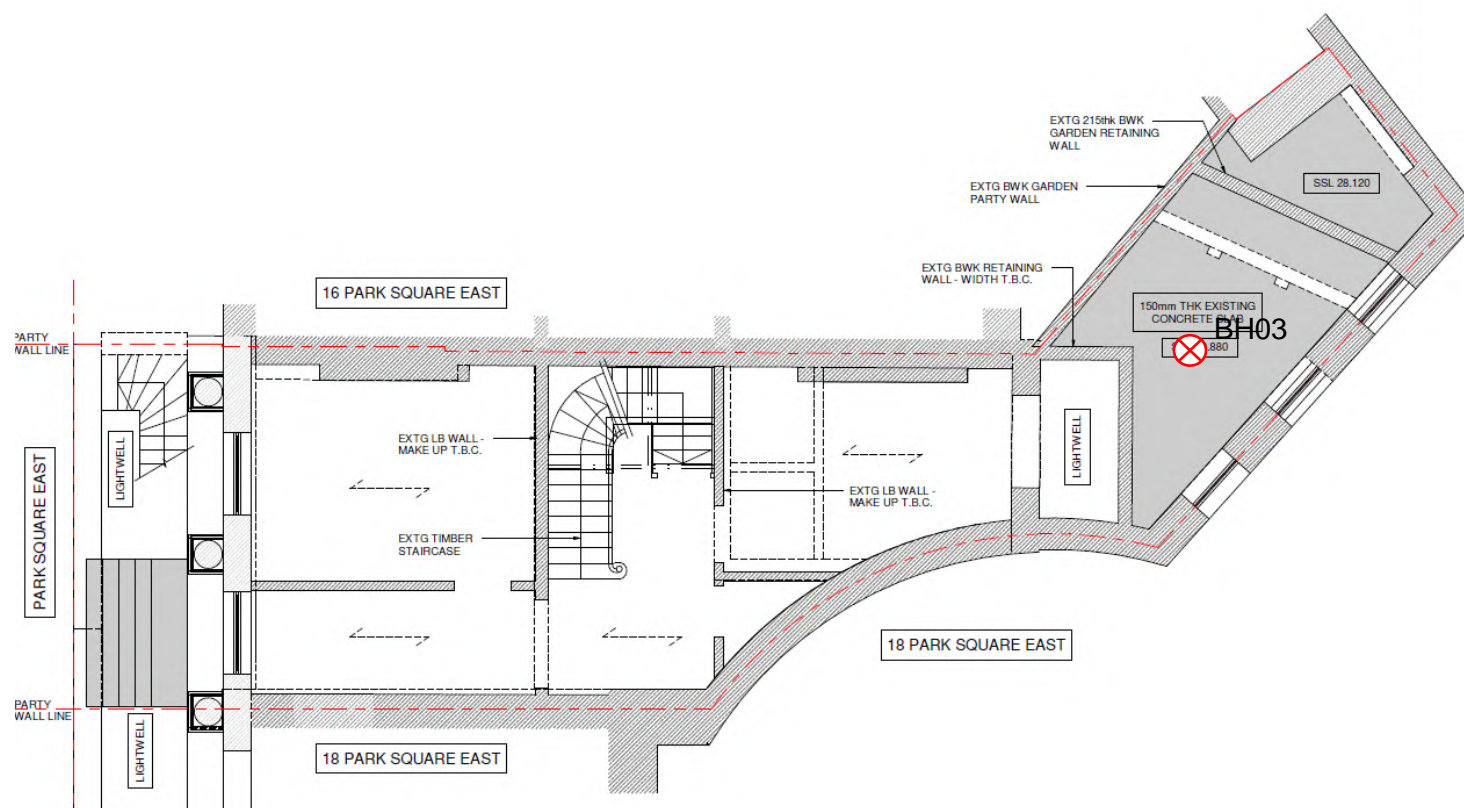 EXTG 215thk BWK
GARDEN RETAINING
WALL
SSL 28.120
EXTG BWK GARDEN
PARTY WALL
EXTG BWK RETAINING
WALL - WIDTH T.B.C.
16 PARK SQUARE EAST
150mm THK EXISTING
CONCRETE SLAB
BH03
.880
PARTY
WALL LINE
LIGHTWELL
EXTG LB WALL -
MAKE UP T.B.C.
LIGHTWELL
EXTG LB WALL -
MAKE UP T.B.C.
PARK SQUARE EAST
EXTG TIMBER
STAIRCASE
18 PARK SQUARE EAST
PARTY
WALL LINE
LIGHTWELL
18 PARK SQUARE EAST